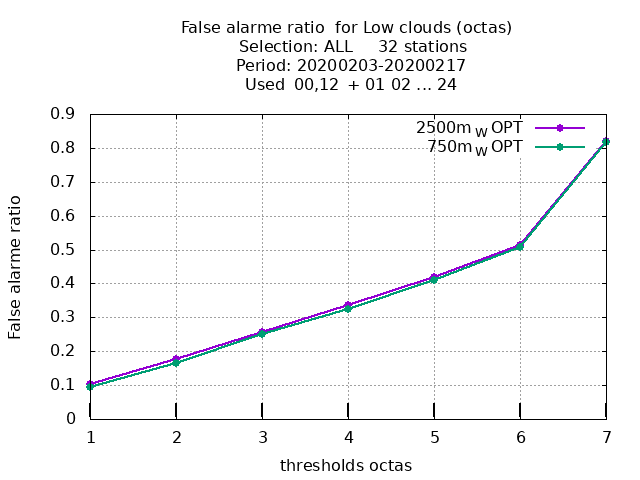 False alarme ratio  for Low clouds (octas)
Selection: ALL     32 stations
Period: 20200203-20200217
Used  00,12  + 01 02 ... 24
0.9
0.8
0.7
0.6
0.5
0.4
0.3
0.2
0.1
0
False alarme ratio
2500m W OPT
750m W OPT
1 2 3 4 5 6 7
thresholds octas